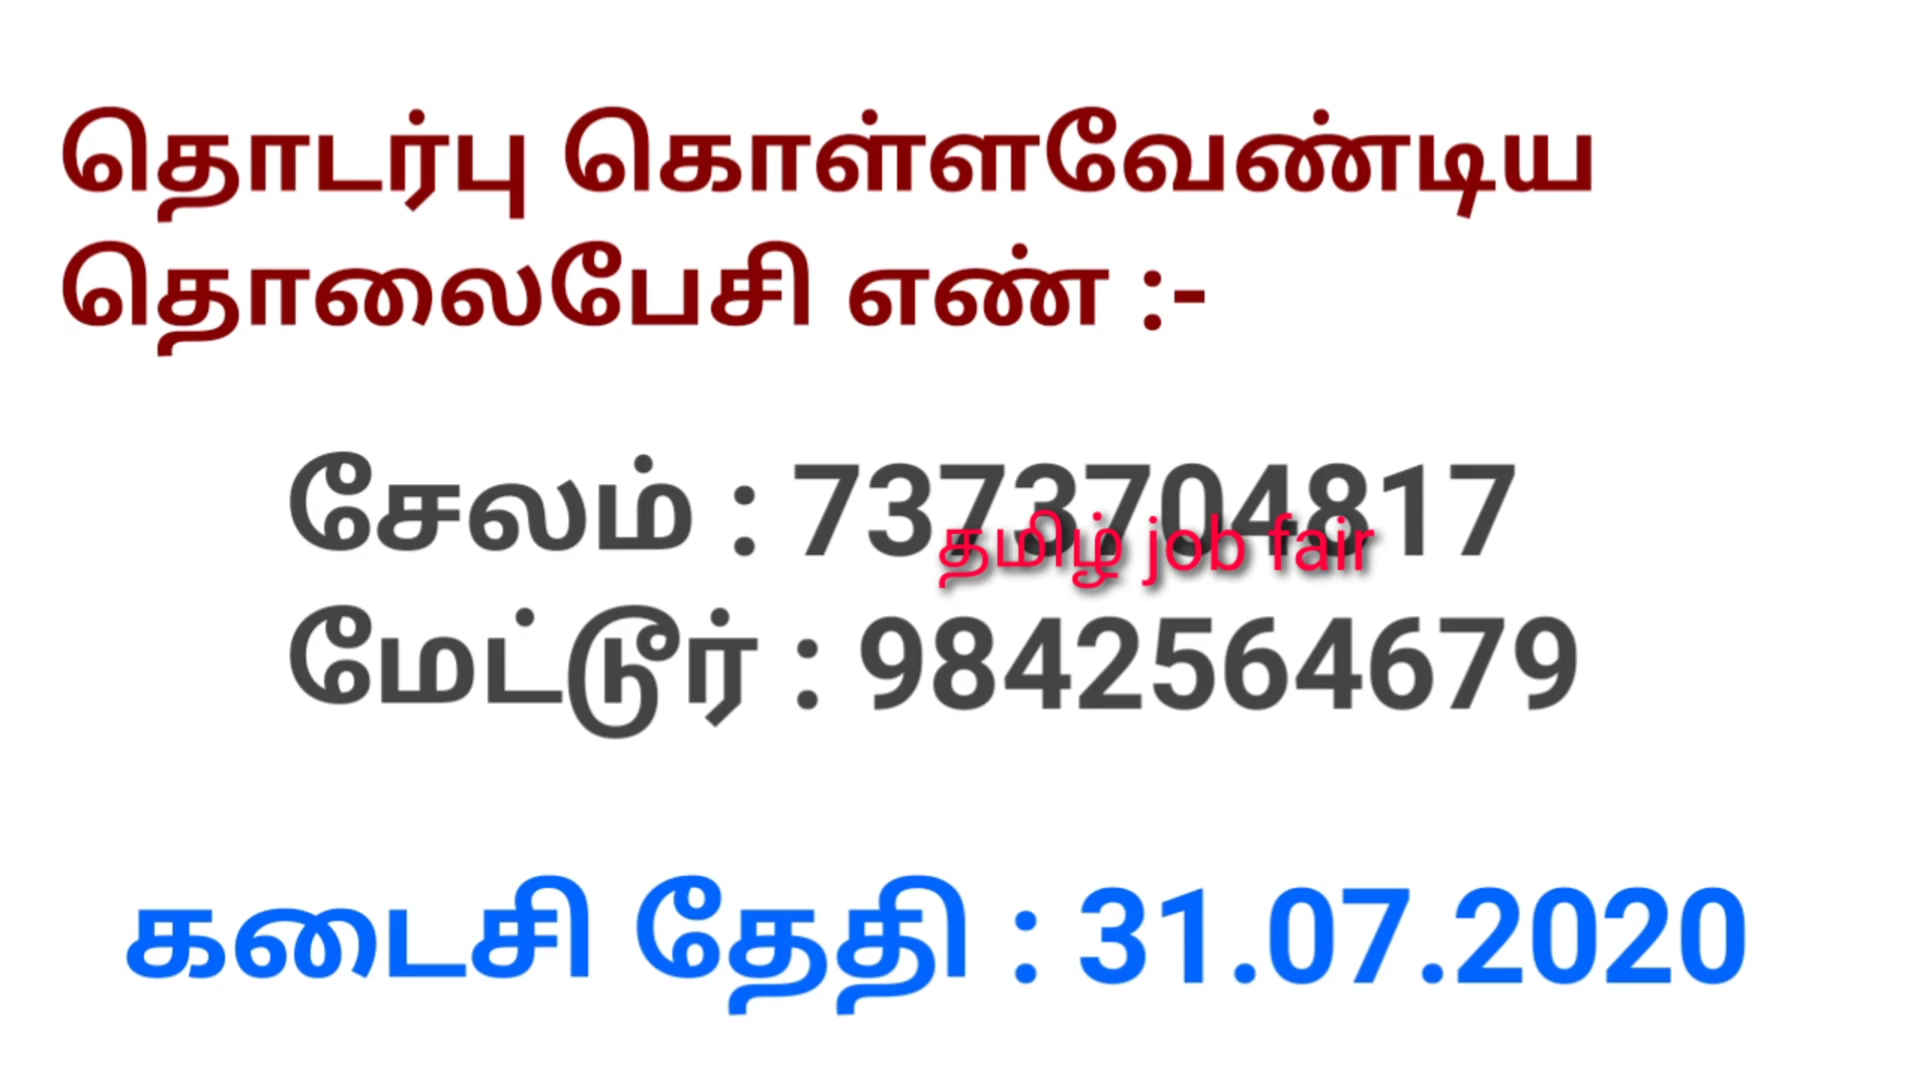 தொடர்பு கொள்ளவேண்டிய
தொலைபேசி எண் :-
சேலம் : 7373704817
தமிழ் job fair
மேட்டூர் : 9842564679
கடைசி தேதி : 31.07.2020